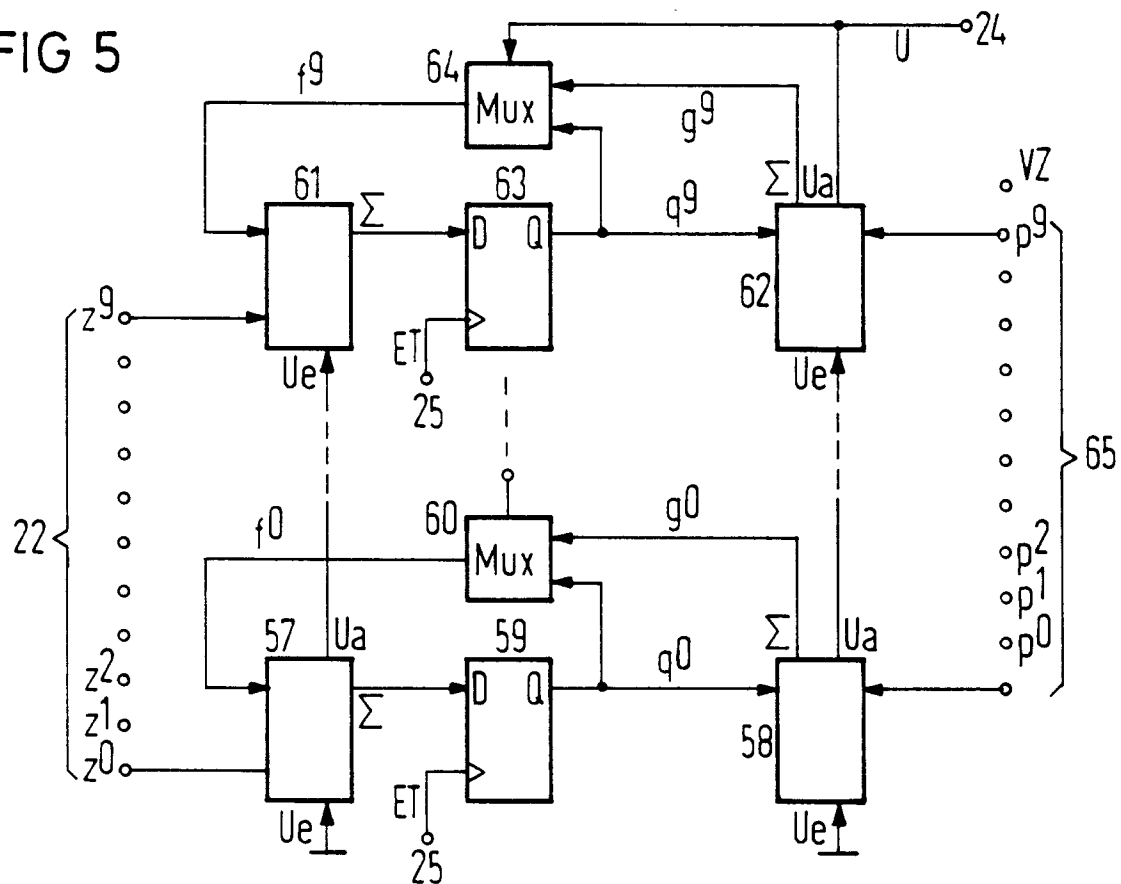 FIG 5
U 24
64
f⁹
Mux
g⁹
VZ
61 Σ 63 Σ Ua
D Q q⁹ p⁹
62
z⁹
ET
Ue 25 Ue
65
22
60
f⁰ Mux g⁰
p²
p¹
57 Ua 59 Σ Ua p⁰
z² D Q q⁰
Σ
z¹
58
z⁰
ET
Ue 25 Ue